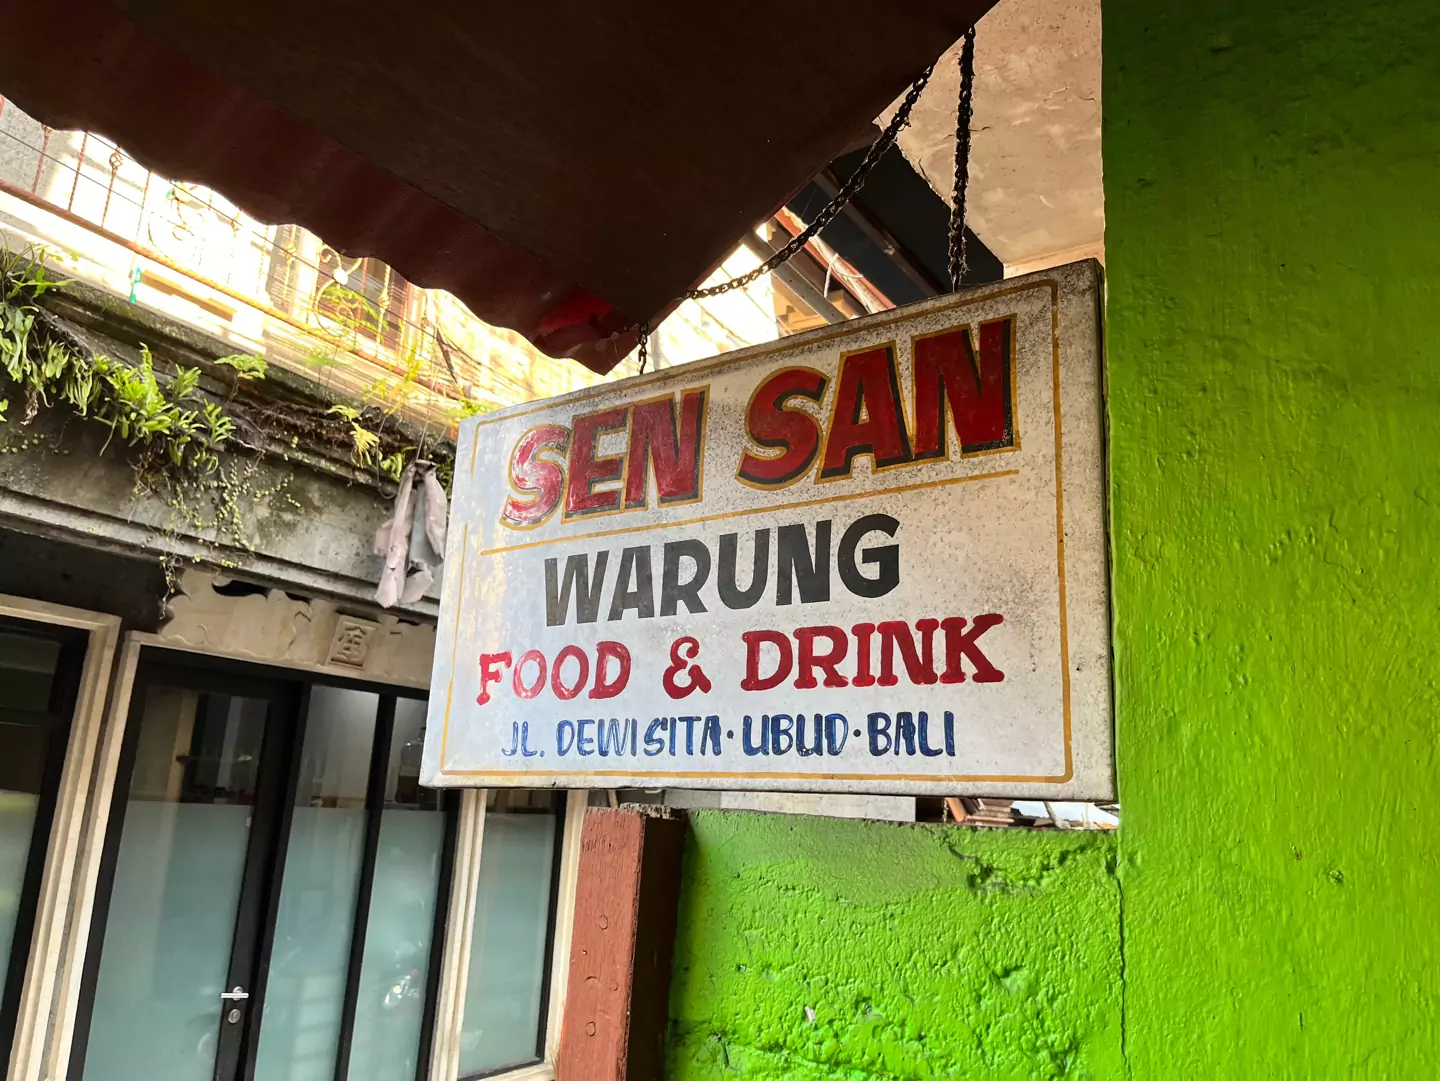 SEN SAN
WARUNG
FOOD & DRINK
JL. DEWI SITA · UBUD · BALI